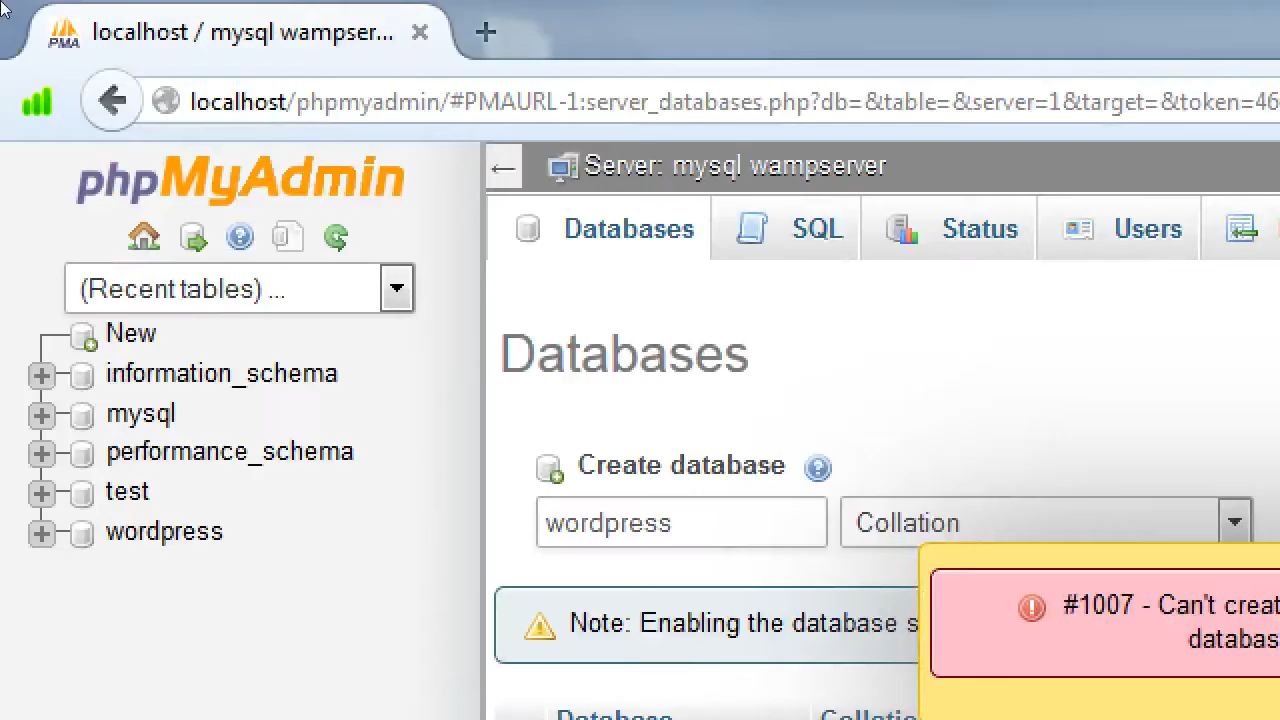 localhost / mysql wampser...
PMA
localhost/phpmyadmin/#PMAURL-1:server_databases.php?db=&table=&server=1&target=&token=46
phpMyAdmin
Server: mysql wampserver
Databases
SQL
Status
Users
(Recent tables) ...
New
information_schema
mysql
performance_schema
test
wordpress
Databases
Create database
wordpress
Collation
Note: Enabling the database s
#1007 - Can't creat
databas
Database
Collatio